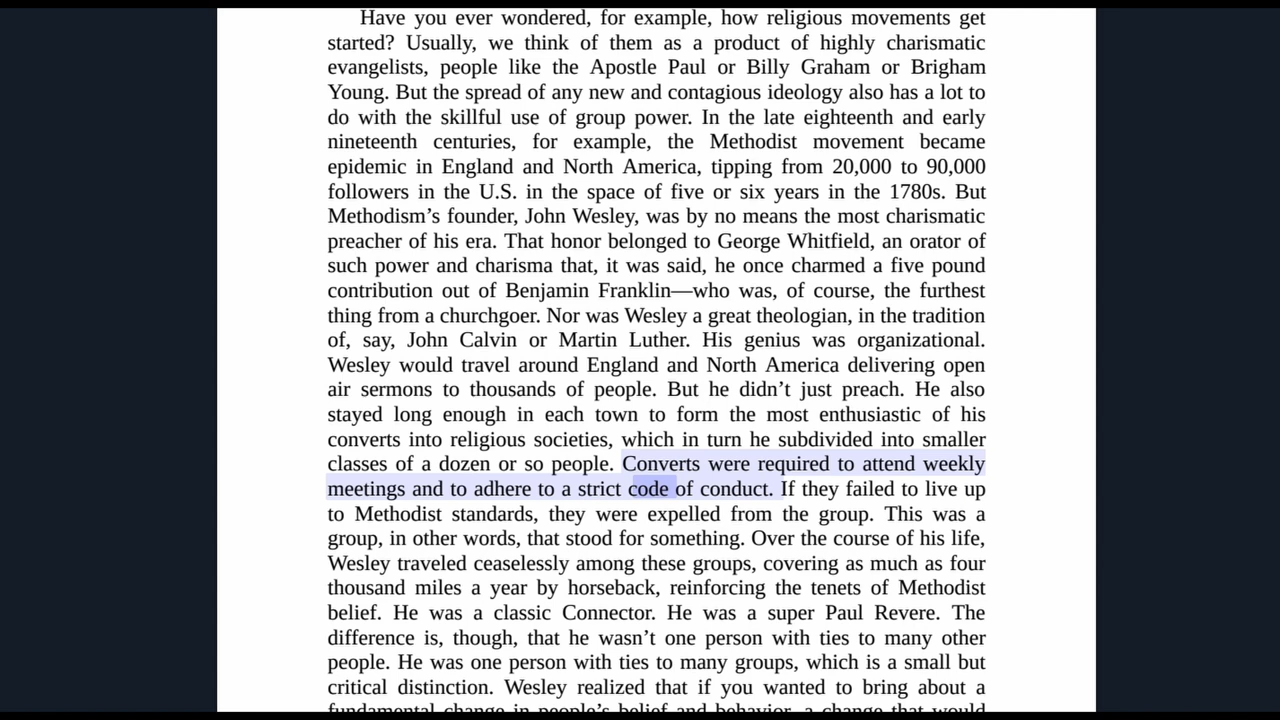 Have you ever wondered, for example, how religious movements get
started? Usually, we think of them as a product of highly charismatic
evangelists, people like the Apostle Paul or Billy Graham or Brigham
Young. But the spread of any new and contagious ideology also has a lot to
do with the skillful use of group power. In the late eighteenth and early
nineteenth centuries, for example, the Methodist movement became
epidemic in England and North America, tipping from 20,000 to 90,000
followers in the U.S. in the space of five or six years in the 1780s. But
Methodism’s founder, John Wesley, was by no means the most charismatic
preacher of his era. That honor belonged to George Whitfield, an orator of
such power and charisma that, it was said, he once charmed a five pound
contribution out of Benjamin Franklin—who was, of course, the furthest
thing from a churchgoer. Nor was Wesley a great theologian, in the tradition
of, say, John Calvin or Martin Luther. His genius was organizational.
Wesley would travel around England and North America delivering open
air sermons to thousands of people. But he didn’t just preach. He also
stayed long enough in each town to form the most enthusiastic of his
converts into religious societies, which in turn he subdivided into smaller
classes of a dozen or so people. Converts were required to attend weekly
meetings and to adhere to a strict code of conduct. If they failed to live up
to Methodist standards, they were expelled from the group. This was a
group, in other words, that stood for something. Over the course of his life,
Wesley traveled ceaselessly among these groups, covering as much as four
thousand miles a year by horseback, reinforcing the tenets of Methodist
belief. He was a classic Connector. He was a super Paul Revere. The
difference is, though, that he wasn’t one person with ties to many other
people. He was one person with ties to many groups, which is a small but
critical distinction. Wesley realized that if you wanted to bring about a
fundamental change in people’s belief and behavior, a change that would